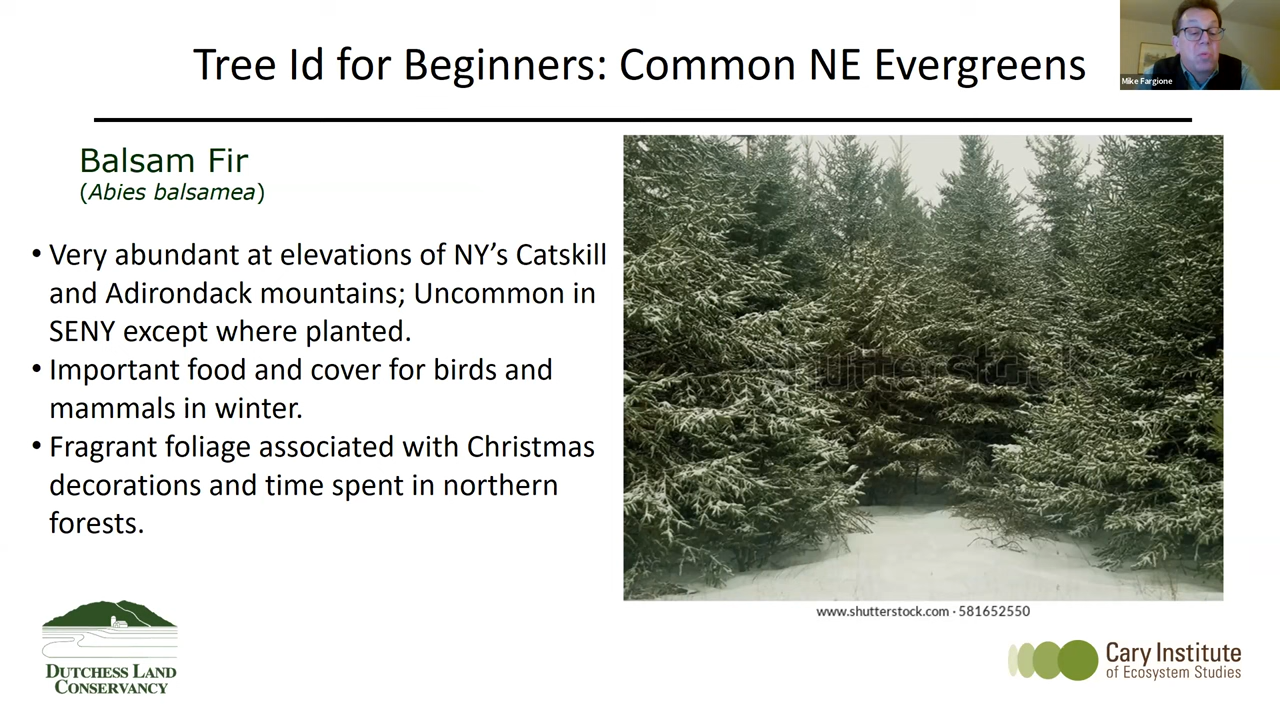 Tree Id for Beginners: Common NE Evergreens
Mike Fargione
Balsam Fir
(Abies balsamea)
• Very abundant at elevations of NY’s Catskill
and Adirondack mountains; Uncommon in
SENY except where planted.
• Important food and cover for birds and
mammals in winter.
• Fragrant foliage associated with Christmas
decorations and time spent in northern
forests.
shutterstock
www.shutterstock.com · 581652550
DUTCHESS LAND
CONSERVANCY
Cary Institute
of Ecosystem Studies